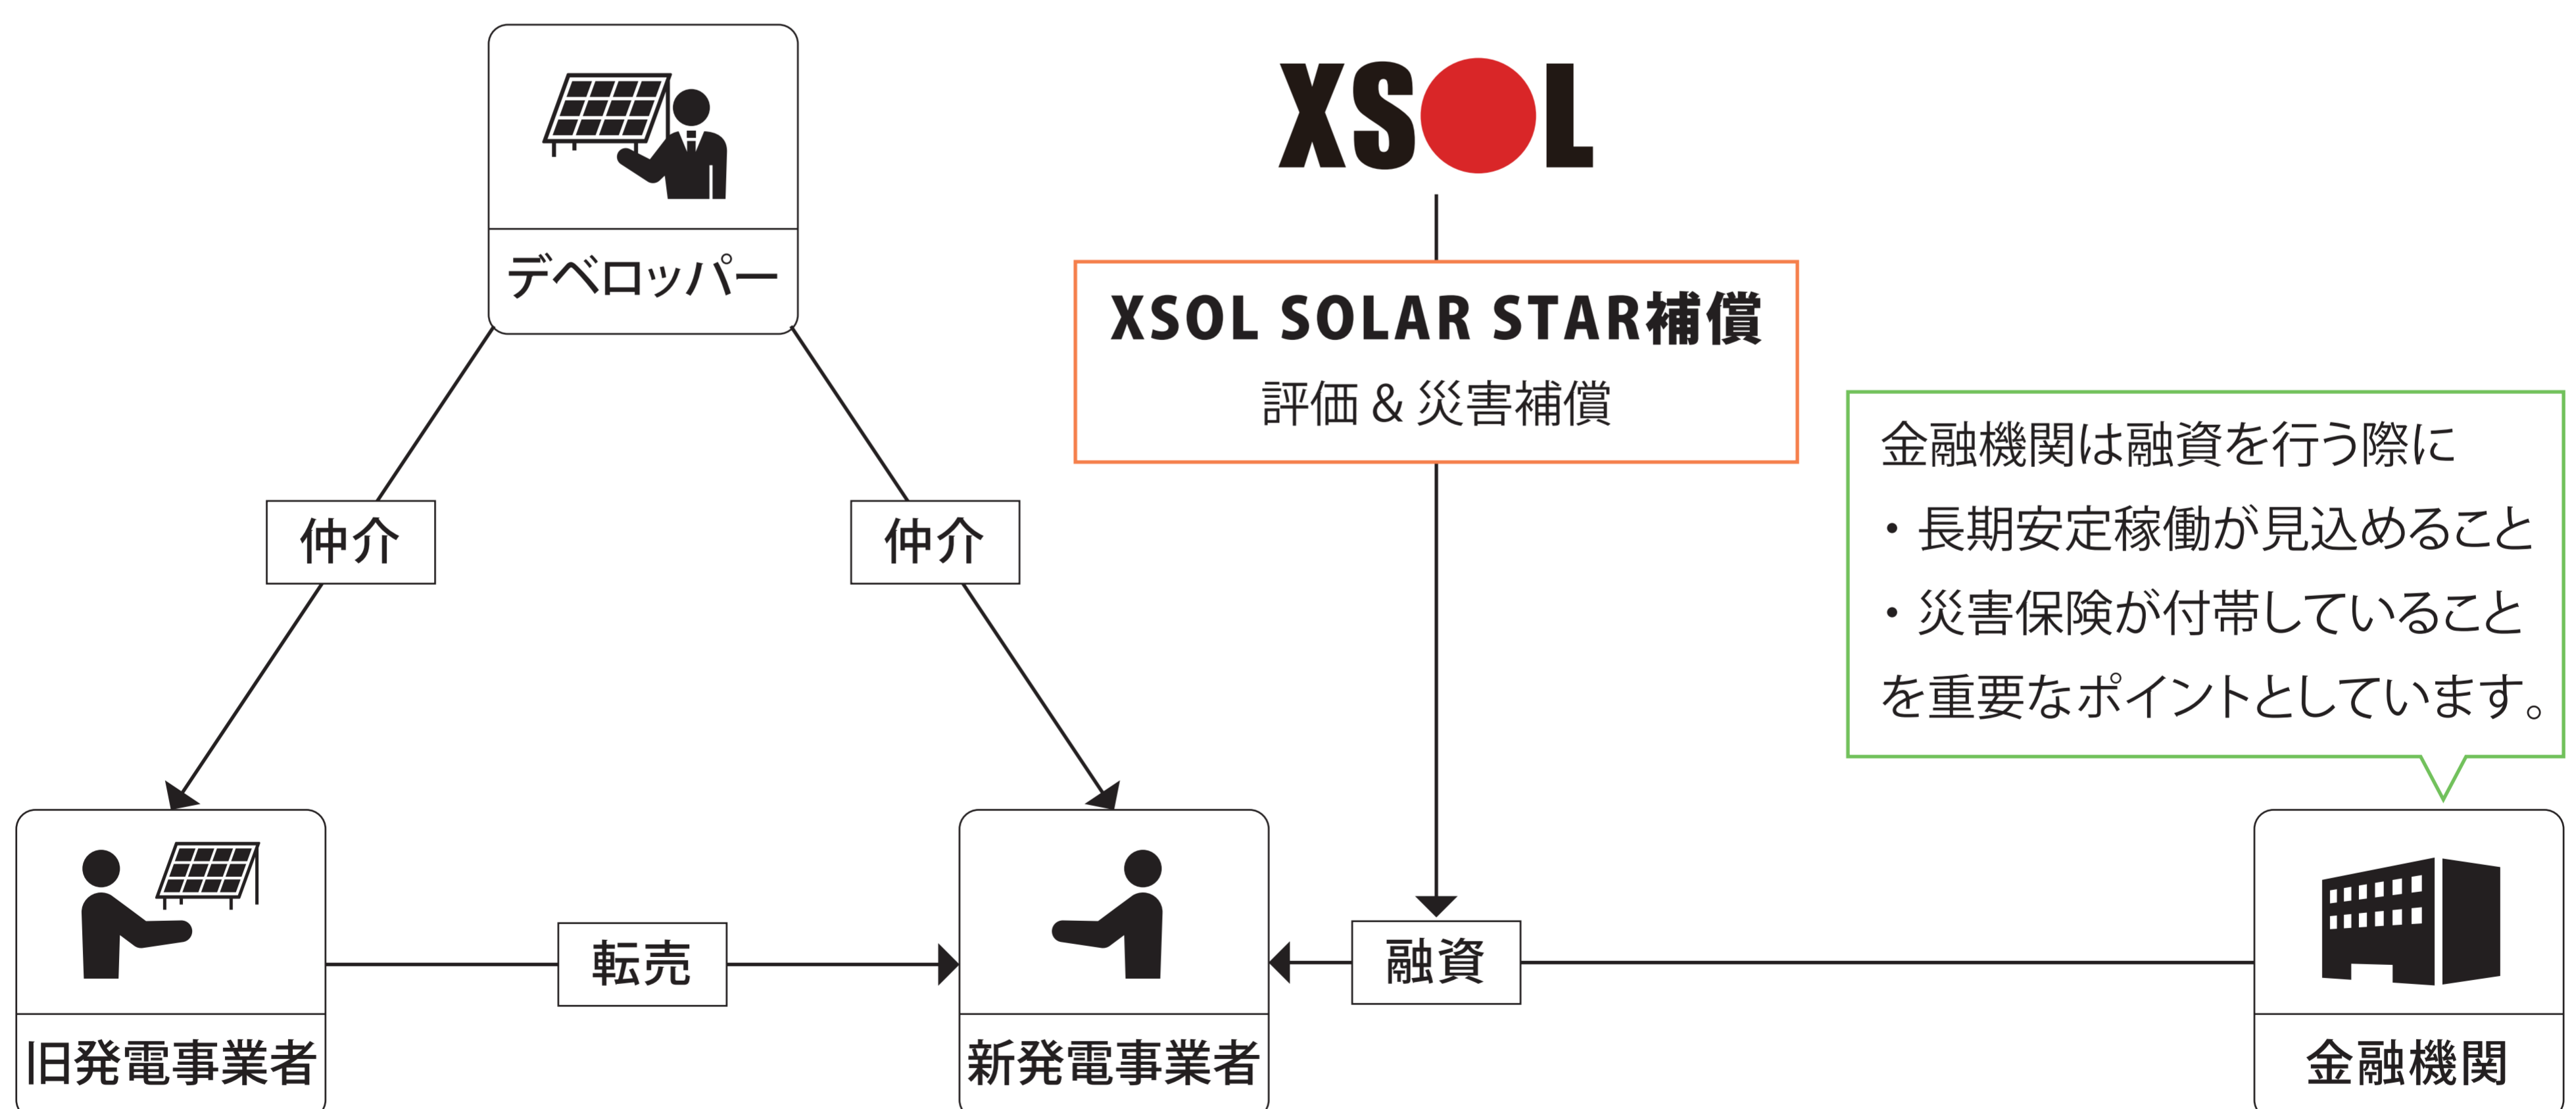 デベロッパー
XSOL
XSOL SOLAR STAR補償
評価 & 災害補償
金融機関は融資を行う際に
・長期安定稼働が見込めること
・災害保険が付帯していること
を重要なポイントとしています。
仲介
仲介
転売
融資
旧発電事業者
新発電事業者
金融機関